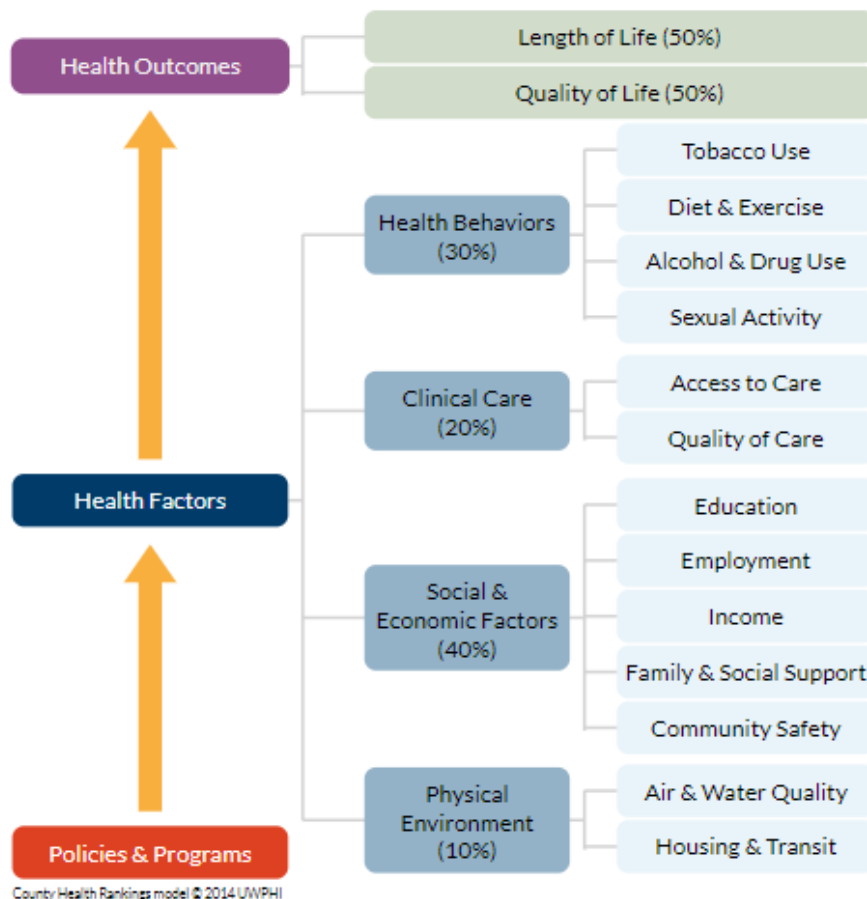 Health Outcomes
Length of Life (50%)
Quality of Life (50%)
Health Factors
Health Behaviors
(30%)
Tobacco Use
Diet & Exercise
Alcohol & Drug Use
Sexual Activity
Clinical Care
(20%)
Access to Care
Quality of Care
Social &
Economic Factors
(40%)
Education
Employment
Income
Family & Social Support
Community Safety
Physical
Environment
(10%)
Air & Water Quality
Housing & Transit
Policies & Programs
County Health Rankings model © 2014 UWPHI